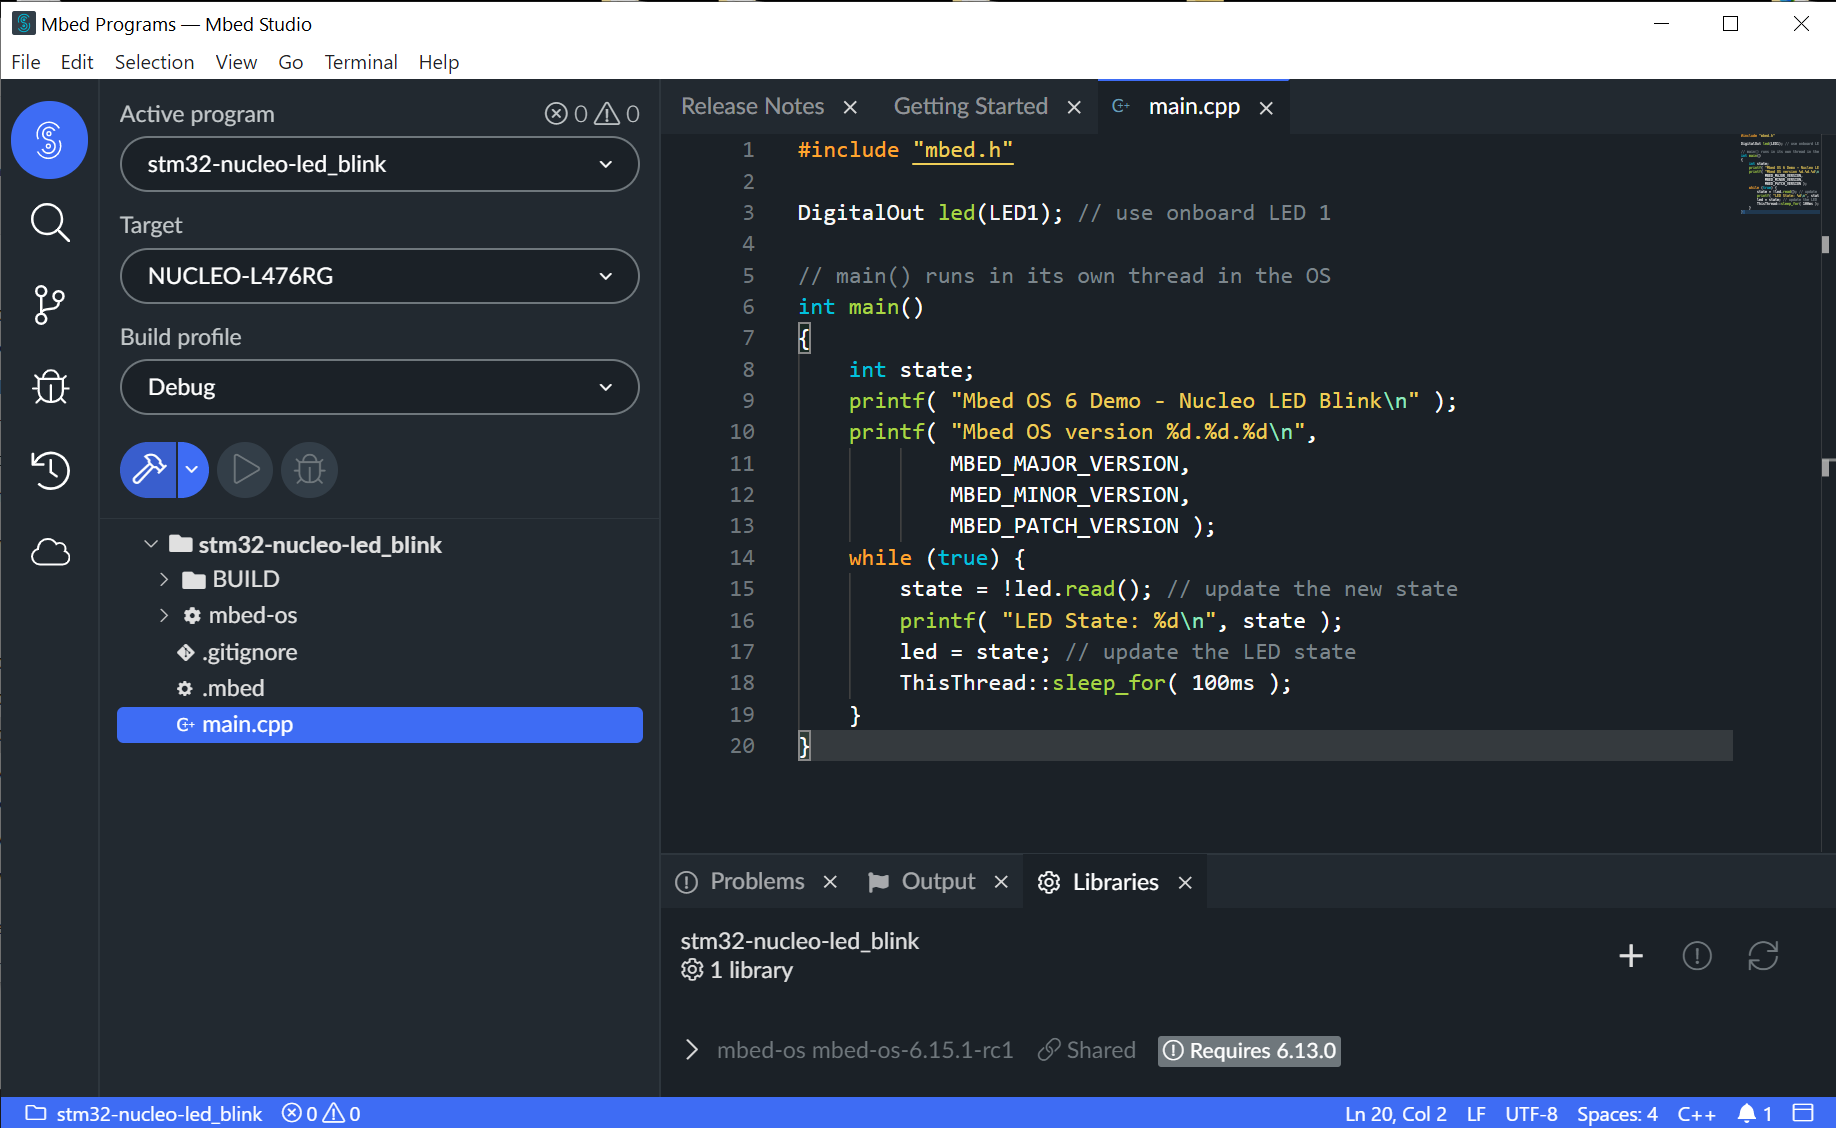 Mbed Programs — Mbed Studio
File Edit Selection View Go Terminal Help
Active program 0 0
stm32-nucleo-led_blink
Target
NUCLEO-L476RG
Build profile
Debug
stm32-nucleo-led_blink
BUILD
mbed-os
.gitignore
.mbed
main.cpp
Release Notes Getting Started main.cpp
1 #include "mbed.h"
2
3 DigitalOut led(LED1); // use onboard LED 1
4
5 // main() runs in its own thread in the OS
6 int main()
7 {
8     int state;
9     printf( "Mbed OS 6 Demo - Nucleo LED Blink\n" );
10     printf( "Mbed OS version %d.%d.%d\n",
11             MBED_MAJOR_VERSION,
12             MBED_MINOR_VERSION,
13             MBED_PATCH_VERSION );
14     while (true) {
15         state = !led.read(); // update the new state
16         printf( "LED State: %d\n", state );
17         led = state; // update the LED state
18         ThisThread::sleep_for( 100ms );
19     }
20 }
Problems Output Libraries
stm32-nucleo-led_blink
1 library
mbed-os mbed-os-6.15.1-rc1 Shared Requires 6.13.0
stm32-nucleo-led_blink 0 0 Ln 20, Col 2 LF UTF-8 Spaces: 4 C++ 1